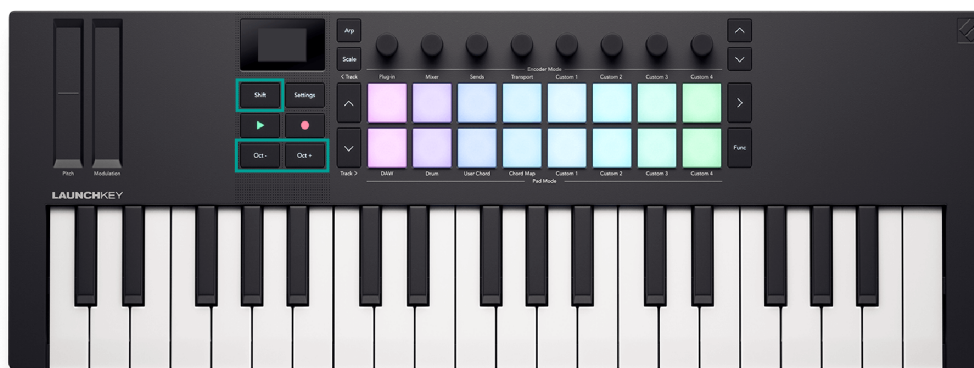 Arp
Scale
Encoder Mode
< Track
Plug-in
Mixer
Sends
Transport
Custom 1
Custom 2
Custom 3
Custom 4
Shift
Settings
Oct -
Oct +
Func
Pitch
Modulation
Track >
DAW
Drum
User Chord
Chord Map
Custom 1
Custom 2
Custom 3
Custom 4
Pad Mode
LAUNCHKEY